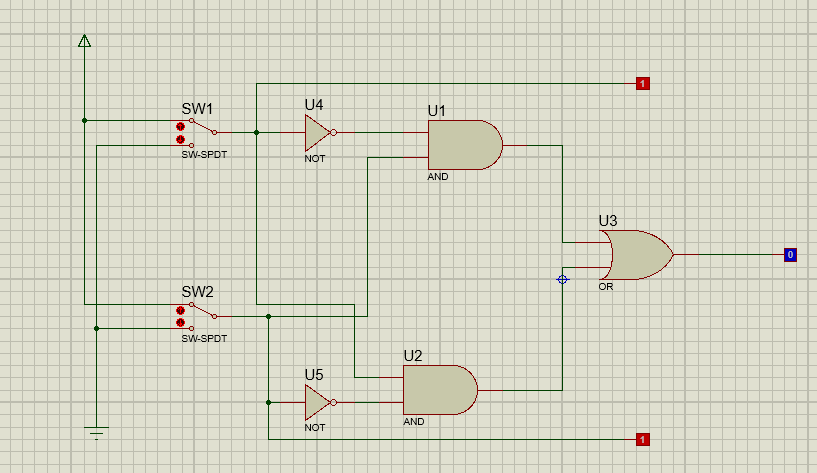 1
SW1
U4
U1
SW-SPDT
NOT
AND
U3
0
OR
SW2
SW-SPDT
U5
U2
NOT
AND
1